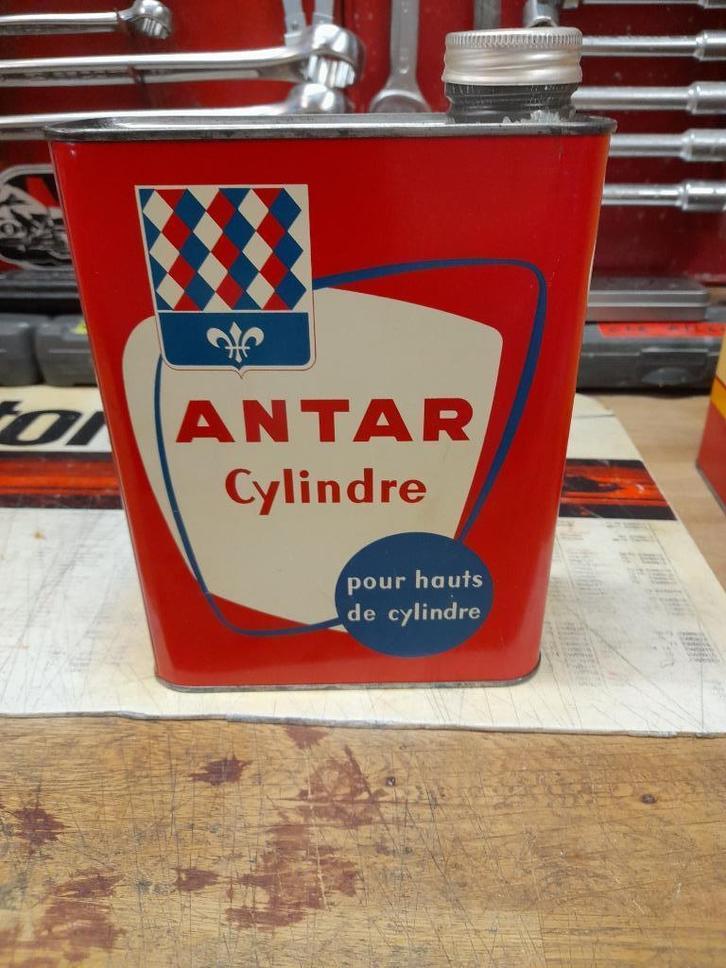 ANTAR
Cylindre
pour hauts
de cylindre